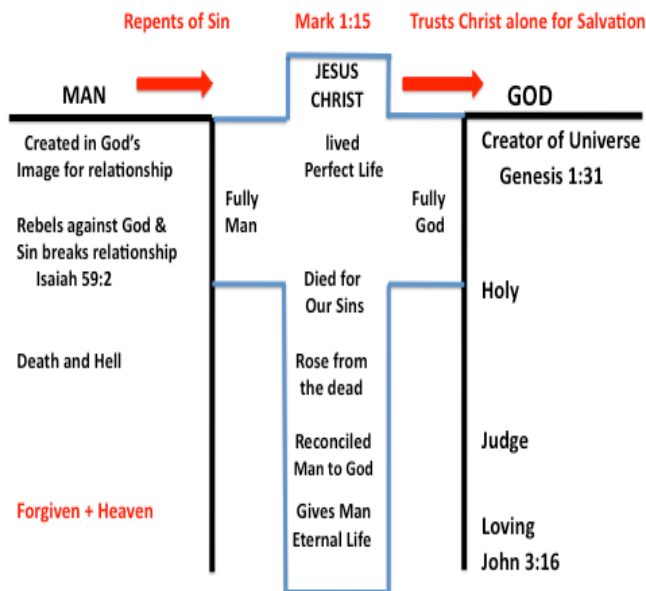 Repents of Sin
Mark 1:15
Trusts Christ alone for Salvation
MAN
JESUS
CHRIST
GOD
Created in God's
Image for relationship
Rebels against God &
Sin breaks relationship
Isaiah 59:2
Death and Hell
Forgiven + Heaven
Fully
Man
lived
Perfect Life
Died for
Our Sins
Rose from
the dead
Reconciled
Man to God
Gives Man
Eternal Life
Fully
God
Creator of Universe
Genesis 1:31
Holy
Judge
Loving
John 3:16